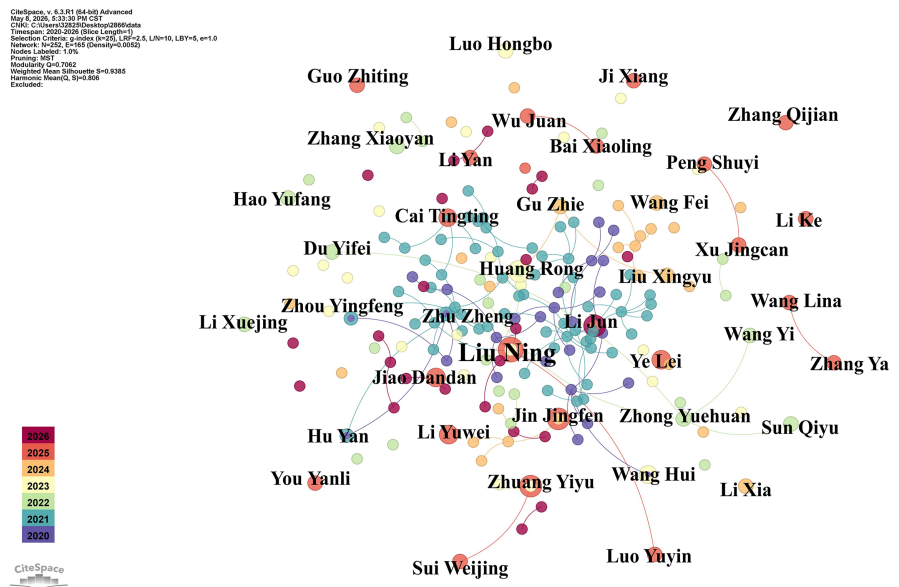 CiteSpace, v. 6.3.R1 (64-bit) Advanced
May 8, 2026, 5:33:30 PM CST
CNKI: C:\Users\32825\Desktop\2866\data
Timespan: 2020-2026 (Slice Length=1)
Selection Criteria: g-index (k=25), LRF=2.5, L/N=10, LBY=5, e=1.0
Network: N=252, E=165 (Density=0.0052)
Nodes Labeled: 1.0%
Pruning: MST
Modularity Q=0.7062
Weighted Mean Silhouette S=0.9385
Harmonic Mean(Q, S)=0.806
Excluded:
Luo Hongbo
Guo Zhiting
Ji Xiang
Zhang Qijian
Wu Juan
Zhang Xiaoyan
Bai Xiaoling
Li Yan
Peng Shuyi
Hao Yufang
Gu Zhie
Wang Fei
Cai Tingting
Li Ke
Du Yifei
Xu Jingcan
Huang Rong
Liu Xingyu
Zhou Yingfeng
Wang Lina
Li Xuejing
Zhu Zheng
Li Jun
Wang Yi
Liu Ning
Ye Lei
Zhang Ya
Jiao Dandan
Jin Jingfen
Zhong Yuehuan
Sun Qiyu
Hu Yan
Li Yuwei
You Yanli
Zhuang Yiyu
Wang Hui
Li Xia
Sui Weijing
Luo Yuyin
2026
2025
2024
2023
2022
2021
2020
CiteSpace